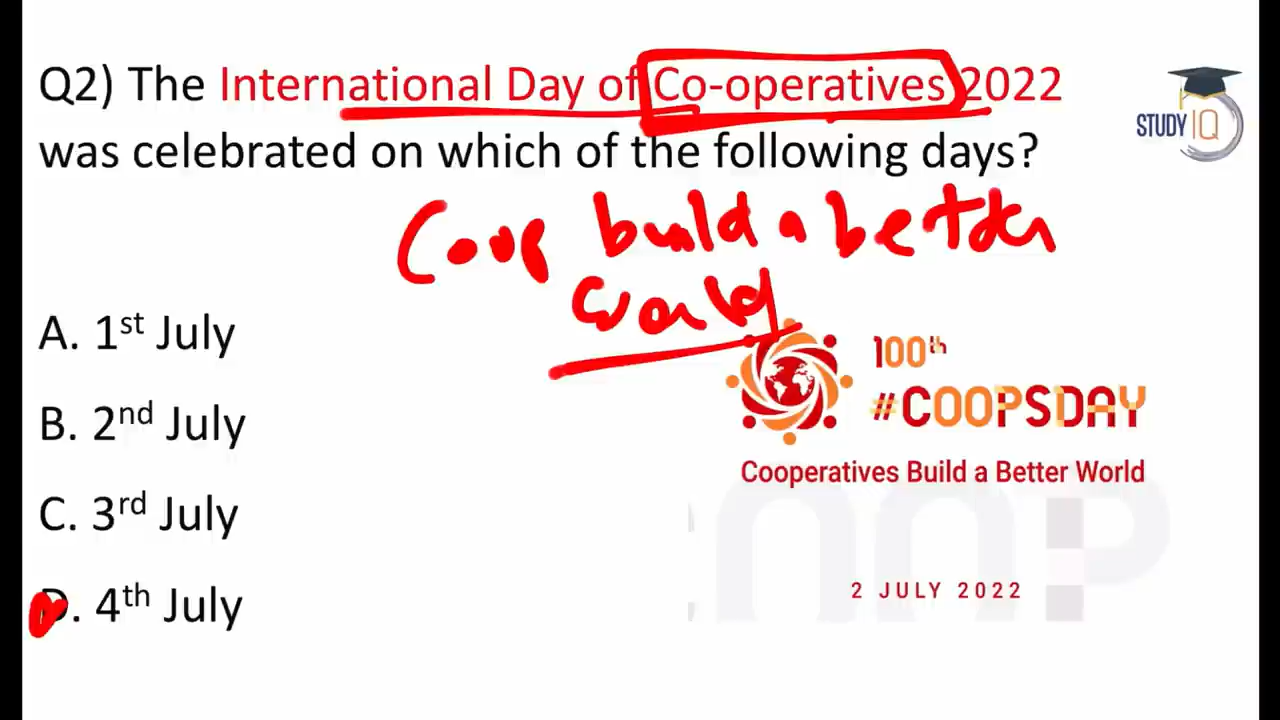 Q2) The International Day of Co-operatives 2022
was celebrated on which of the following days?
STUDY IQ
Coop build a better
world
A. 1st July
B. 2nd July
C. 3rd July
D. 4th July
100th
#COOPSDAY
Cooperatives Build a Better World
2 JULY 2022